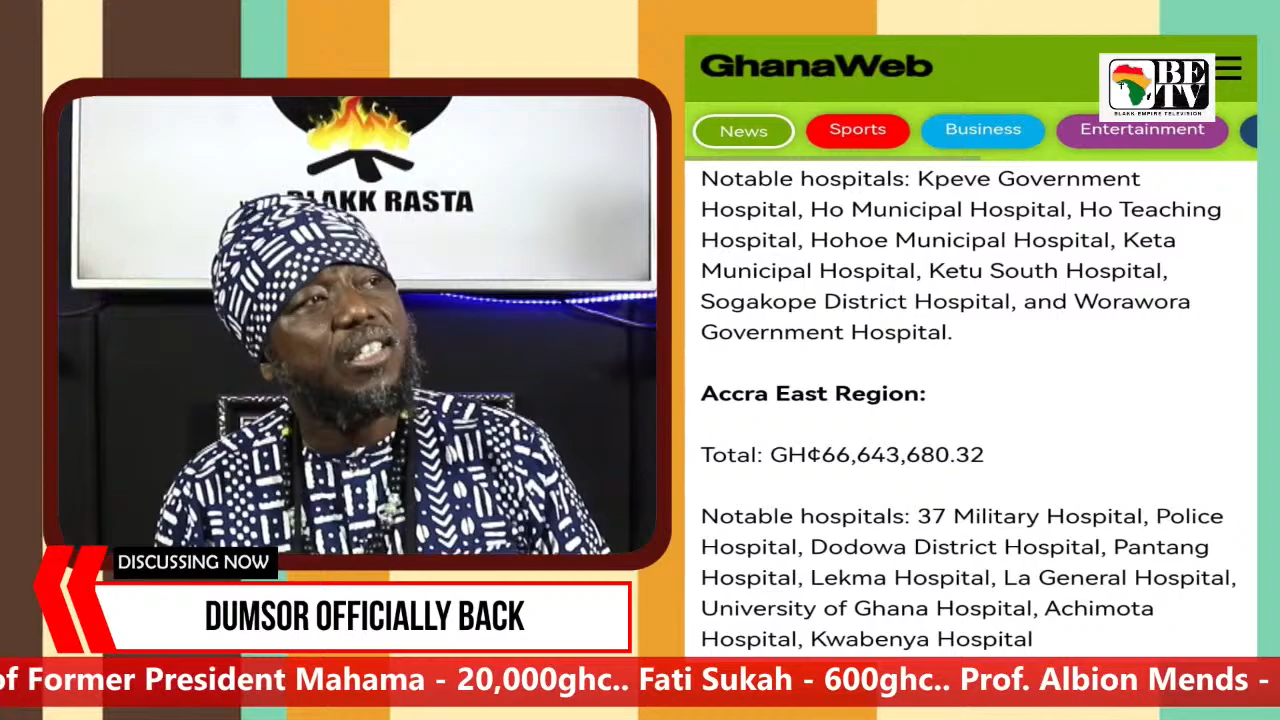 BLAKK RASTA
DISCUSSING NOW
DUMSOR OFFICIALLY BACK
GhanaWeb
BE
TV
BLAKK EMPIRE TELEVISION
News
Sports
Business
Entertainment
Notable hospitals: Kpeve Government
Hospital, Ho Municipal Hospital, Ho Teaching
Hospital, Hohoe Municipal Hospital, Keta
Municipal Hospital, Ketu South Hospital,
Sogakope District Hospital, and Worawora
Government Hospital.
Accra East Region:
Total: GH¢66,643,680.32
Notable hospitals: 37 Military Hospital, Police
Hospital, Dodowa District Hospital, Pantang
Hospital, Lekma Hospital, La General Hospital,
University of Ghana Hospital, Achimota
Hospital, Kwabenya Hospital
of Former President Mahama - 20,000ghc.. Fati Sukah - 600ghc.. Prof. Albion Mends -